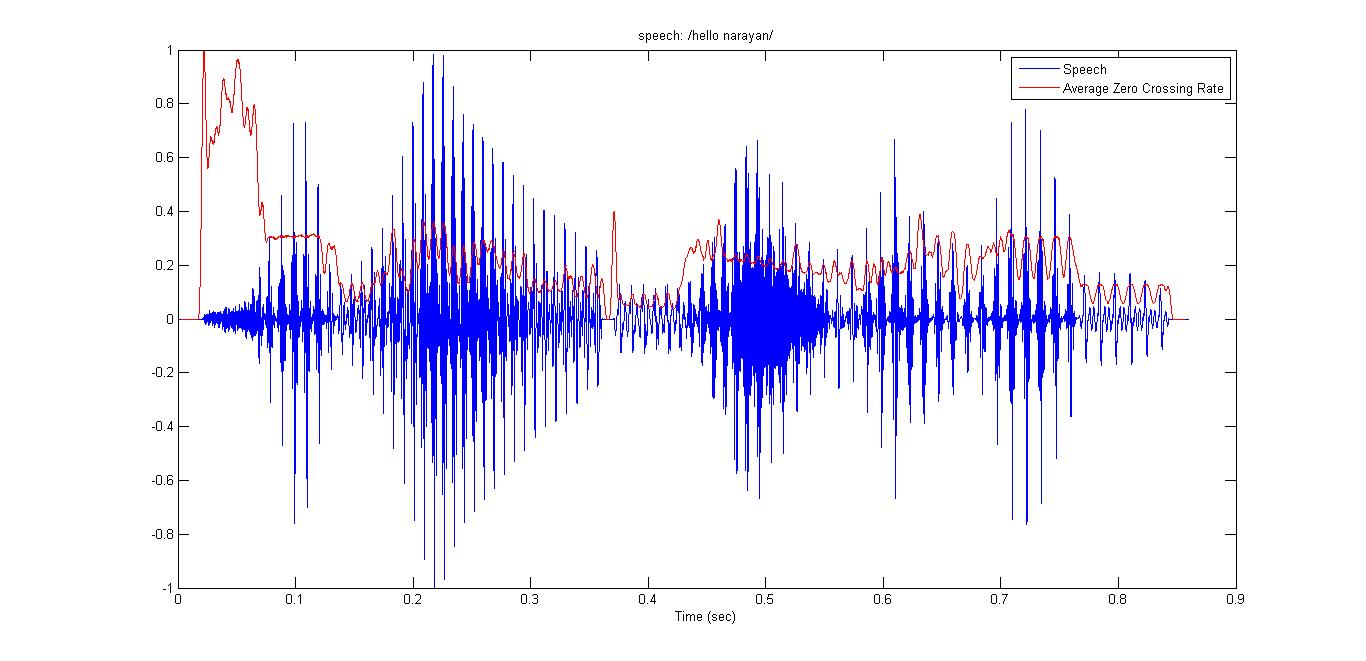 speech: /hello narayan/
Speech
Average Zero Crossing Rate
1
0.8
0.6
0.4
0.2
0
-0.2
-0.4
-0.6
-0.8
-1
0 0.1 0.2 0.3 0.4 0.5 0.6 0.7 0.8 0.9
Time (sec)